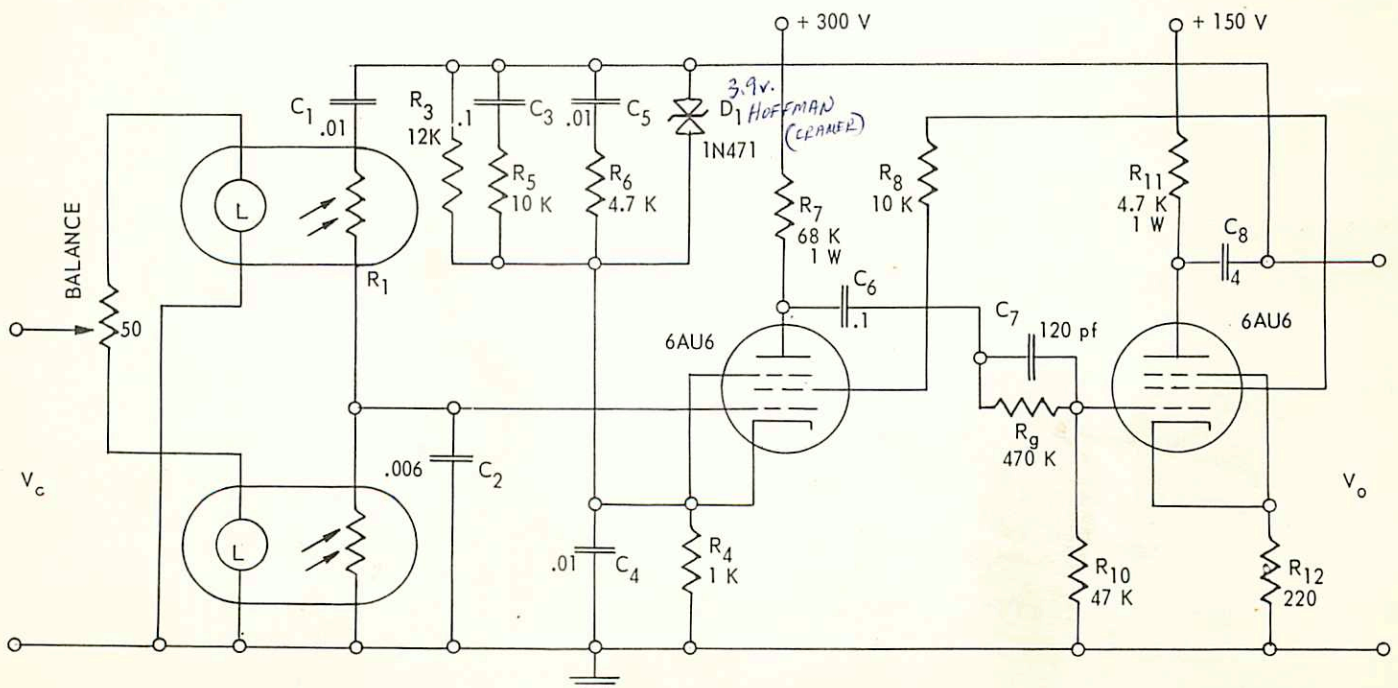 + 300 V
+ 150 V
C1
.01
R3
12K
.1
C3
.01
C5
D1
3.9v.
HOFFMAN
(CRAMER)
1N471
R5
10 K
R6
4.7 K
R7
68 K
1 W
R8
10 K
R11
4.7 K
1 W
C8
4
BALANCE
50
L
R1
C6
.1
C7
120 pf
6AU6
6AU6
Rg
470 K
Vc
.006
C2
L
.01
C4
R4
1 K
R10
47 K
R12
220
Vo